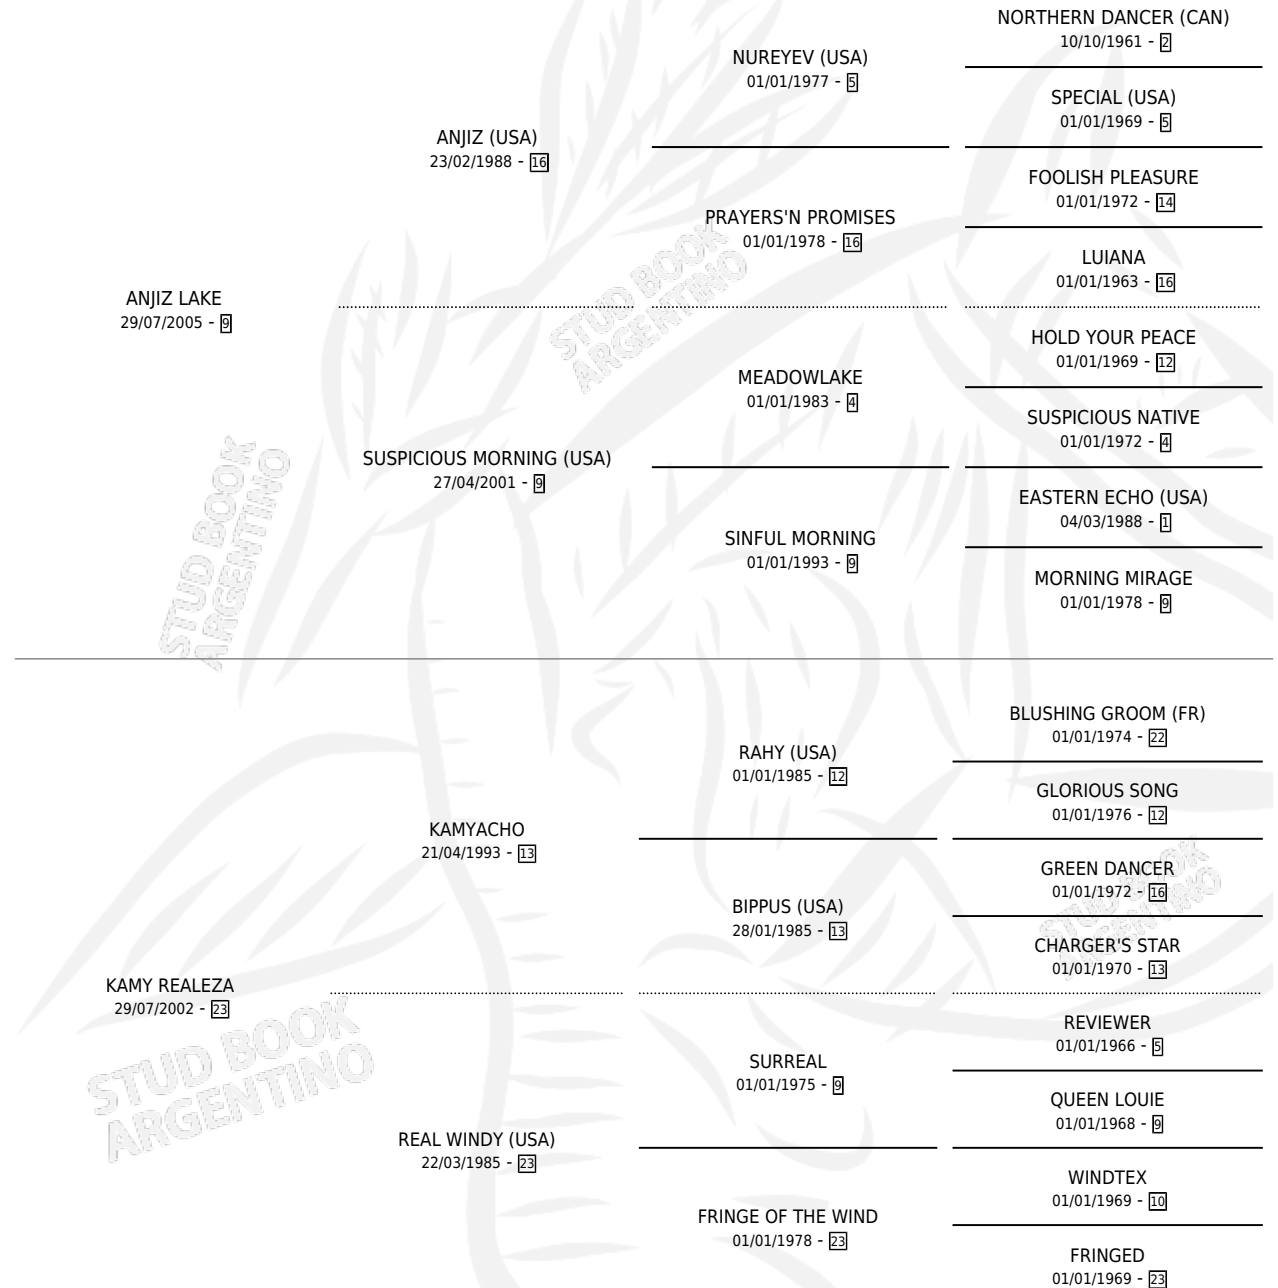 NORTHERN DANCER (CAN)
10/10/1961 - 2
NUREYEV (USA)
01/01/1977 - 5
SPECIAL (USA)
01/01/1969 - 5
ANJIZ (USA)
23/02/1988 - 16
FOOLISH PLEASURE
01/01/1972 - 14
PRAYERS'N PROMISES
01/01/1978 - 16
LUIANA
01/01/1963 - 16
ANJIZ LAKE
29/07/2005 - 9
STUD BOOK
ARGENTINO
HOLD YOUR PEACE
01/01/1969 - 12
MEADOWLAKE
01/01/1983 - 4
SUSPICIOUS NATIVE
01/01/1972 - 4
SUSPICIOUS MORNING (USA)
27/04/2001 - 9
EASTERN ECHO (USA)
04/03/1988 - 1
SINFUL MORNING
01/01/1993 - 9
MORNING MIRAGE
01/01/1978 - 9
STUD BOOK
ARGENTINO
BLUSHING GROOM (FR)
01/01/1974 - 22
RAHY (USA)
01/01/1985 - 12
GLORIOUS SONG
01/01/1976 - 12
KAMYACHO
21/04/1993 - 13
GREEN DANCER
01/01/1972 - 16
BIPPUS (USA)
28/01/1985 - 13
STUD BOOK
ARGENTINO
CHARGER'S STAR
01/01/1970 - 13
KAMY REALEZA
29/07/2002 - 23
STUD BOOK
ARGENTINO
REVIEWER
01/01/1966 - 5
SURREAL
01/01/1975 - 9
QUEEN LOUIE
01/01/1968 - 9
REAL WINDY (USA)
22/03/1985 - 23
WINDTEX
01/01/1969 - 10
FRINGE OF THE WIND
01/01/1978 - 23
FRINGED
01/01/1969 - 23